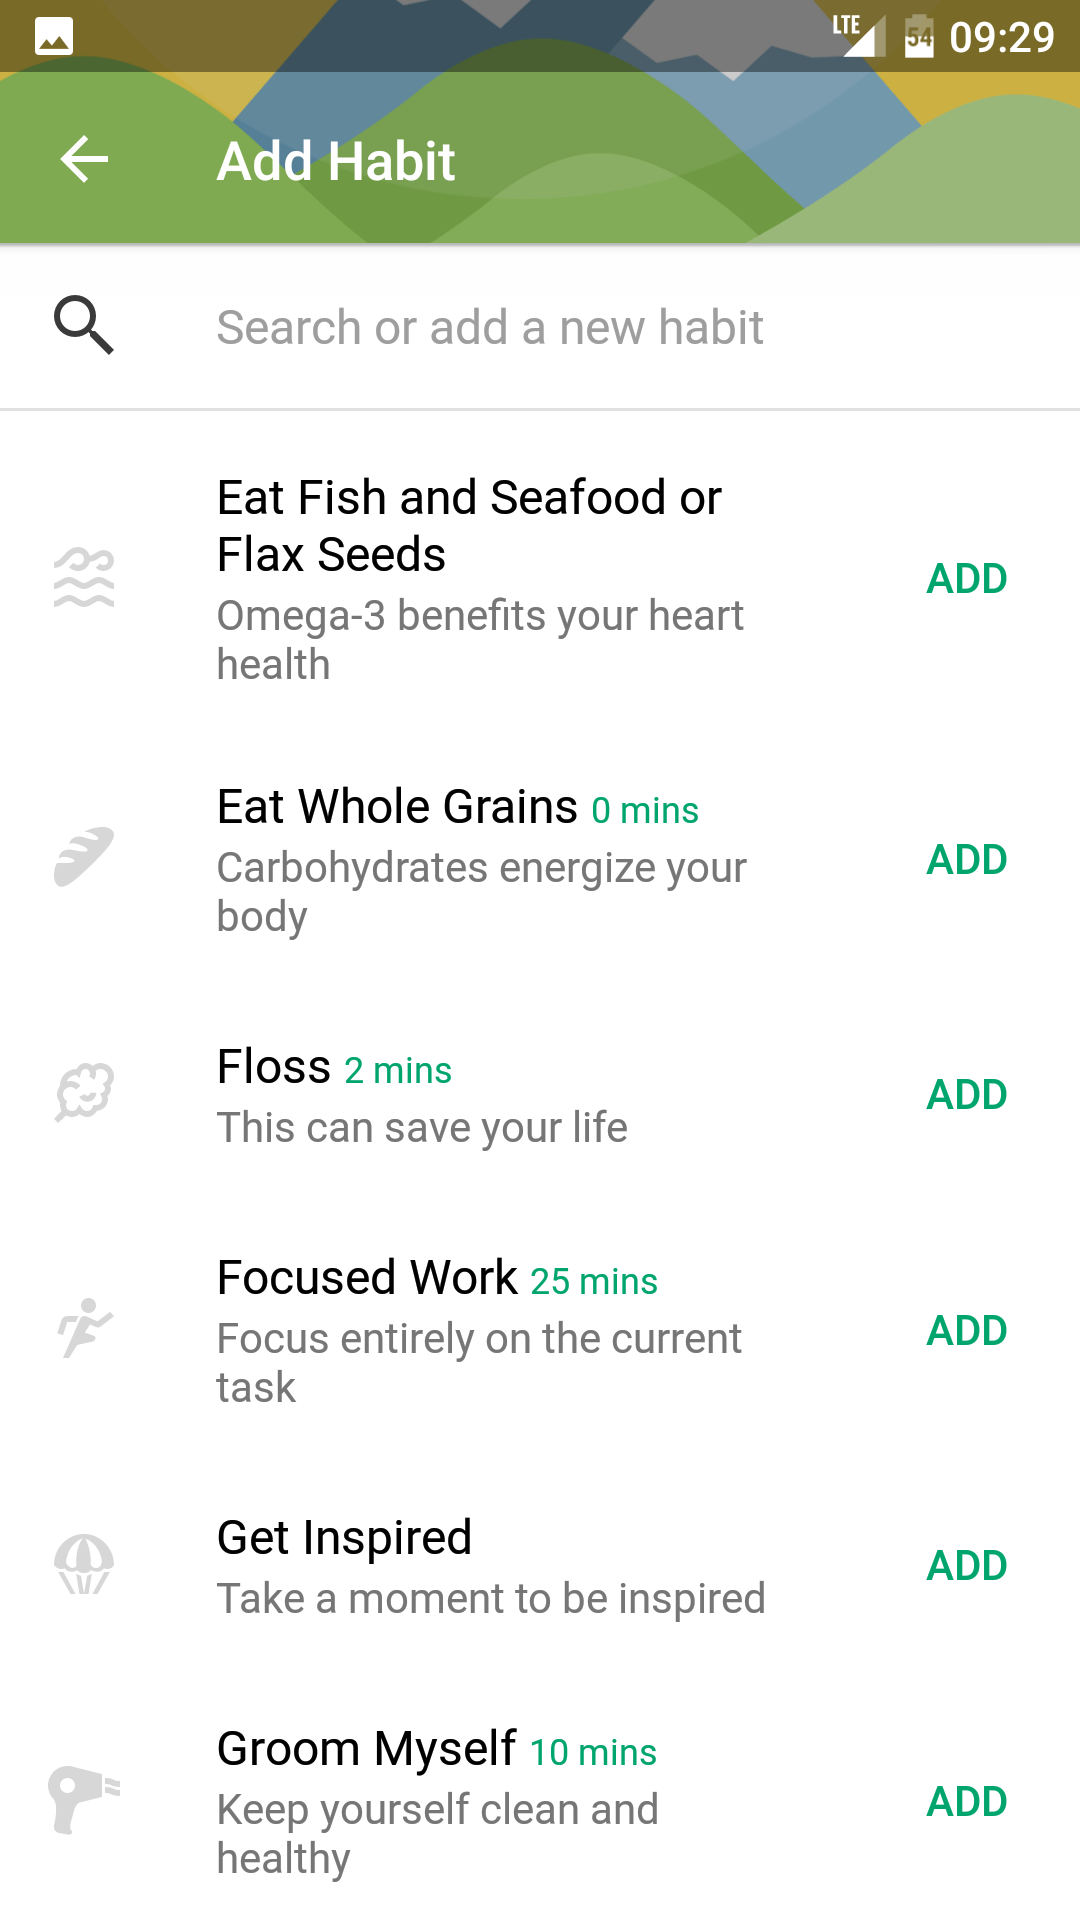 LTE 54 09:29
Add Habit
Search or add a new habit
Eat Fish and Seafood or
Flax Seeds
Omega-3 benefits your heart
health
ADD
Eat Whole Grains 0 mins
Carbohydrates energize your
body
ADD
Floss 2 mins
This can save your life
ADD
Focused Work 25 mins
Focus entirely on the current
task
ADD
Get Inspired
Take a moment to be inspired
ADD
Groom Myself 10 mins
Keep yourself clean and
healthy
ADD